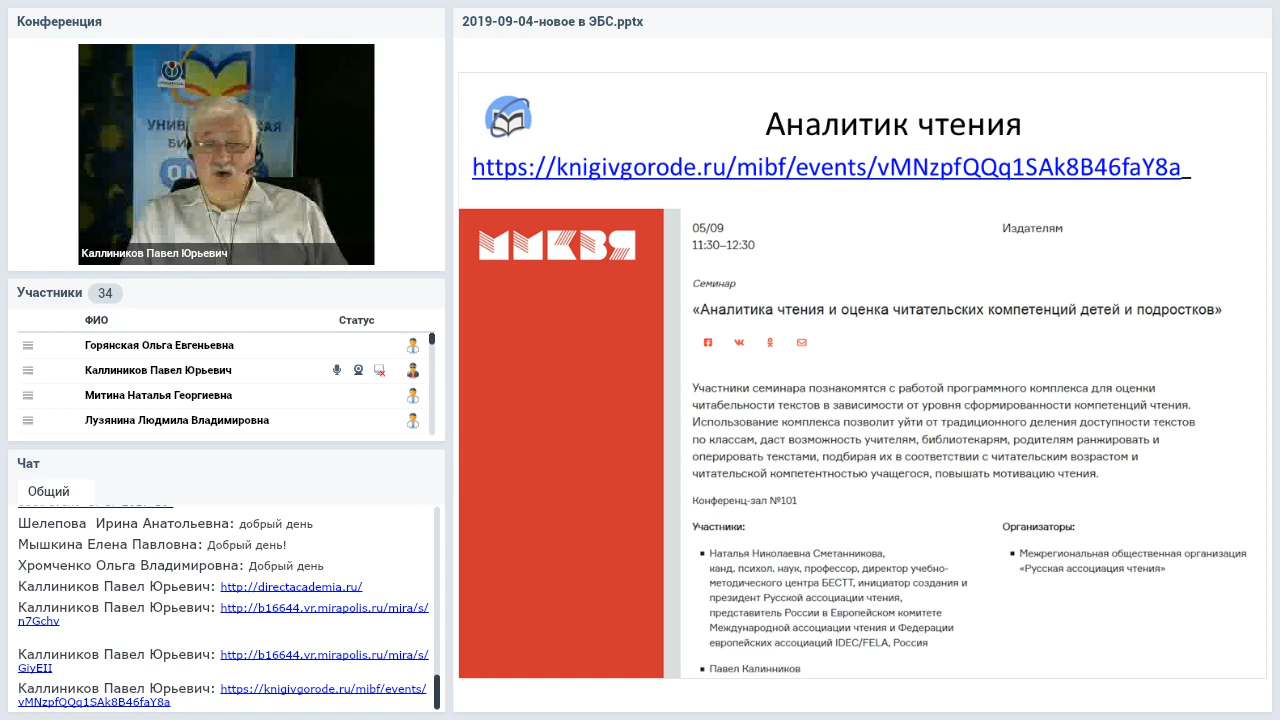 Конференция
УНИВ
Каллиников Павел Юрьевич
Участники 34
ФИО Статус
Горянская Ольга Евгеньевна
Каллиников Павел Юрьевич
Митина Наталья Георгиевна
Лузянина Людмила Владимировна
Чат
Общий
Шелепова Ирина Анатольевна: добрый день
Мышкина Елена Павловна: Добрый день!
Хромченко Ольга Владимировна: Добрый день
Каллиников Павел Юрьевич: http://directacademia.ru/
Каллиников Павел Юрьевич: http://b16644.vr.mirapolis.ru/mira/s/
n7Gchv
Каллиников Павел Юрьевич: http://b16644.vr.mirapolis.ru/mira/s/
GiyEII
Каллиников Павел Юрьевич: https://knigivgorode.ru/mibf/events/
vMNzpfQQq1SAk8B46faY8a
2019-09-04-новое в ЭБС.pptx
Аналитик чтения
https://knigivgorode.ru/mibf/events/vMNzpfQQq1SAk8B46faY8a
ММКВЯ
05/09 Издателям
11:30–12:30
Семинар
«Аналитика чтения и оценка читательских компетенций детей и подростков»
Участники семинара познакомятся с работой программного комплекса для оценки
читабельности текстов в зависимости от уровня сформированности компетенций чтения.
Использование комплекса позволит уйти от традиционного деления доступности текстов
по классам, даст возможность учителям, библиотекарям, родителям ранжировать и
оперировать текстами, подбирая их в соответствии с читательским возрастом и
читательской компетентностью учащегося, повышать мотивацию чтения.
Конференц-зал №101
Участники:
▪ Наталья Николаевна Сметанникова,
канд. психол. наук, профессор, директор учебно-
методического центра БЕСТТ, инициатор создания и
президент Русской ассоциации чтения,
представитель России в Европейском комитете
Международной ассоциации чтения и Федерации
европейских ассоциаций IDEC/FELA, Россия
▪ Павел Калинников
Организаторы:
▪ Межрегиональная общественная организация
«Русская ассоциация чтения»